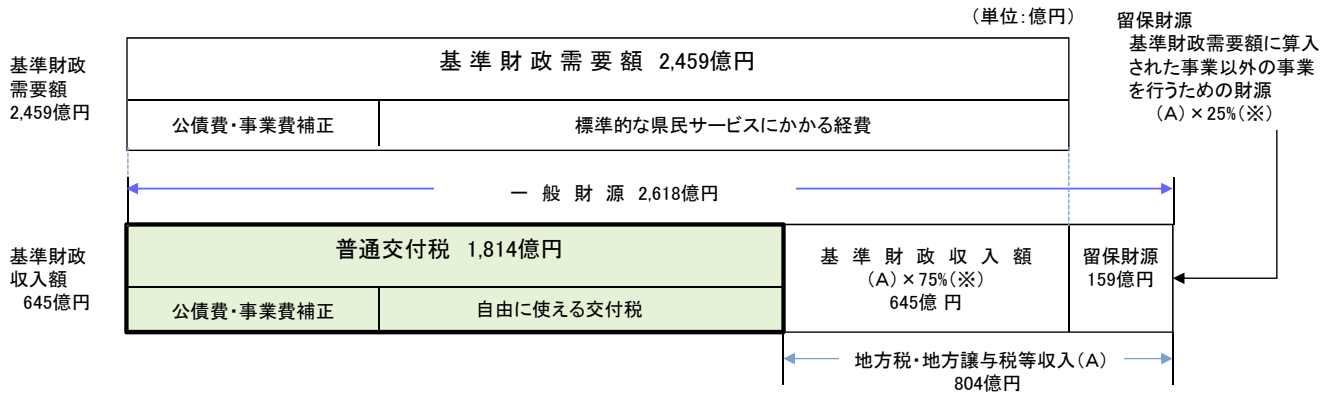 (単位：億円)
留保財源
基準財政需要額に算入
された事業以外の事業
を行うための財源
(A)×25%(※)
基準財政
需要額
2,459億円
基準財政需要額 2,459億円
公債費・事業費補正
標準的な県民サービスにかかる経費
一般財源 2,618億円
基準財政
収入額
645億円
普通交付税 1,814億円
公債費・事業費補正
自由に使える交付税
基準財政収入額
(A)×75%(※)
645億円
留保財源
159億円
地方税・地方譲与税等収入(A)
804億円